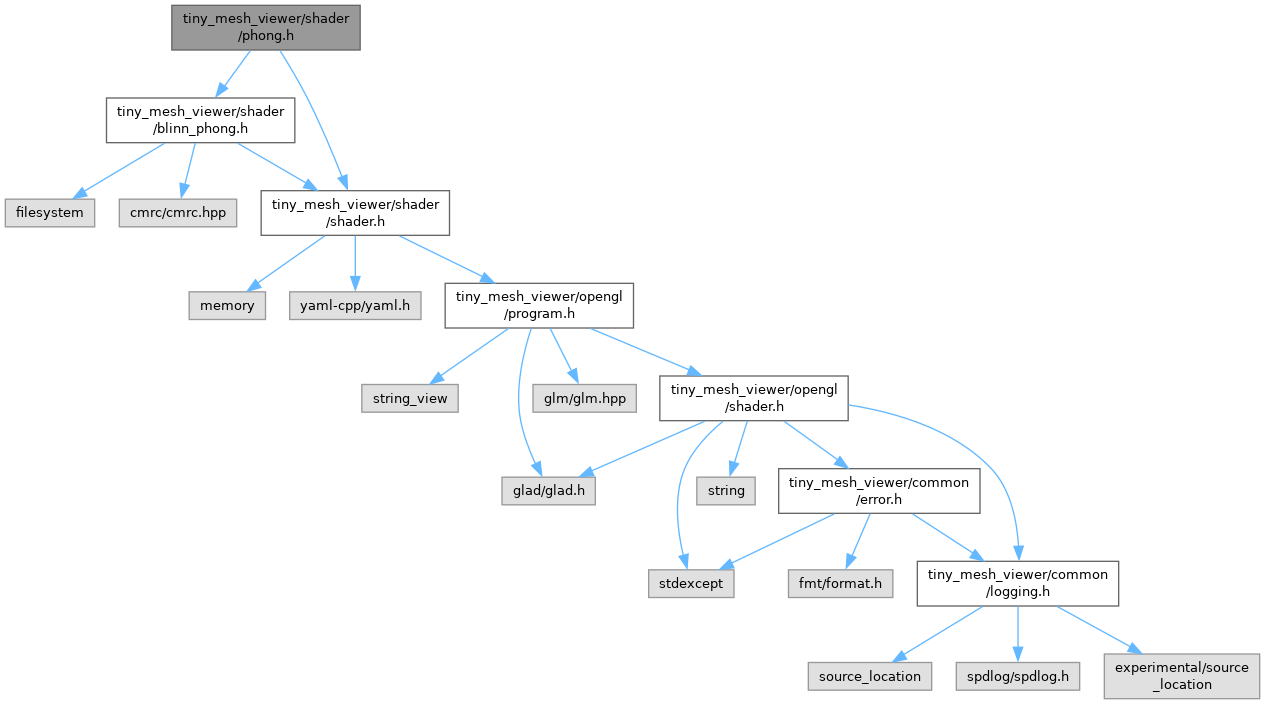 tiny_mesh_viewer/shader
/phong.h
tiny_mesh_viewer/shader
/blinn_phong.h
filesystem
cmrc/cmrc.hpp
tiny_mesh_viewer/shader
/shader.h
memory
yaml-cpp/yaml.h
tiny_mesh_viewer/opengl
/program.h
string_view
glm/glm.hpp
tiny_mesh_viewer/opengl
/shader.h
glad/glad.h
string
tiny_mesh_viewer/common
/error.h
stdexcept
fmt/format.h
tiny_mesh_viewer/common
/logging.h
source_location
spdlog/spdlog.h
experimental/source
_location